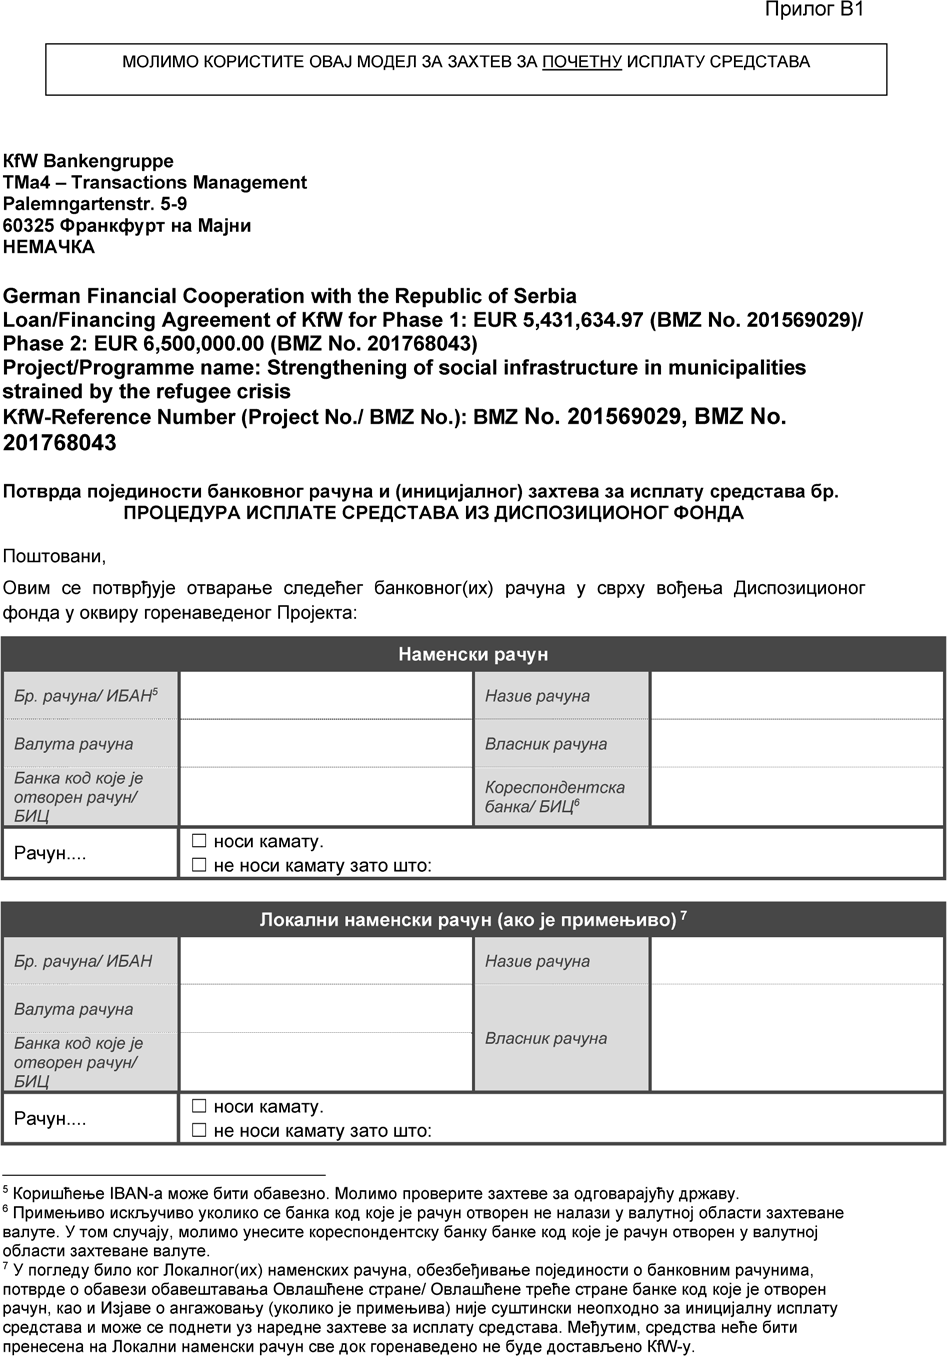 Прилог В1
МОЛИМО КОРИСТИТЕ ОВАЈ МОДЕЛ ЗА ЗАХТЕВ ЗА ПОЧЕТНУ ИСПЛАТУ СРЕДСТАВА
KfW Bankengruppe
TMa4 – Transactions Management
Palemngartenstr. 5-9
60325 Франкфурт на Мајни
НЕМАЧКА
German Financial Cooperation with the Republic of Serbia
Loan/Financing Agreement of KfW for Phase 1: EUR 5,431,634.97 (BMZ No. 201569029)/
Phase 2: EUR 6,500,000.00 (BMZ No. 201768043)
Project/Programme name: Strengthening of social infrastructure in municipalities
strained by the refugee crisis
KfW-Reference Number (Project No./ BMZ No.): BMZ No. 201569029, BMZ No.
201768043
Потврда појединости банковног рачуна и (иницијалног) захтева за исплату средстава бр.
ПРОЦЕДУРА ИСПЛАТЕ СРЕДСТАВА ИЗ ДИСПОЗИЦИОНОГ ФОНДА
Поштовани,
Овим се потврђује отварање следећег банковног(их) рачуна у сврху вођења Диспозиционог
фонда у оквиру горенаведеног Пројекта:
Наменски рачун
Бр. рачуна/ ИБАН⁵
Назив рачуна
Валута рачуна
Власник рачуна
Банка код које је
отворен рачун/
БИЦ
Кореспондентска
банка/ БИЦ⁶
Рачун....
☐ носи камату.
☐ не носи камату зато што:
Локални наменски рачун (ако је примењиво) ⁷
Бр. рачуна/ ИБАН
Назив рачуна
Валута рачуна
Банка код које је
отворен рачун/
БИЦ
Власник рачуна
Рачун....
☐ носи камату.
☐ не носи камату зато што:
⁵ Коришћење IBAN-а може бити обавезно. Молимо проверите захтеве за одговарајућу државу.
⁶ Примењиво искључиво уколико се банка код које је рачун отворен не налази у валутној области захтеване
валуте. У том случају, молимо унесите кореспондентску банку банке код које је рачун отворен у валутној
области захтеване валуте.
⁷ У погледу било ког Локалног(их) наменских рачуна, обезбеђивање појединости о банковним рачунима,
потврде о обавези обавештавања Овлашћене стране/ Овлашћене треће стране банке код које је отворен
рачун, као и Изјаве о ангажовању (уколико је примењива) није суштински неопходно за иницијалну исплату
средстава и може се поднети уз наредне захтеве за исплату средстава. Међутим, средства неће бити
пренесена на Локални наменски рачун све док горенаведено не буде достављено KfW-у.